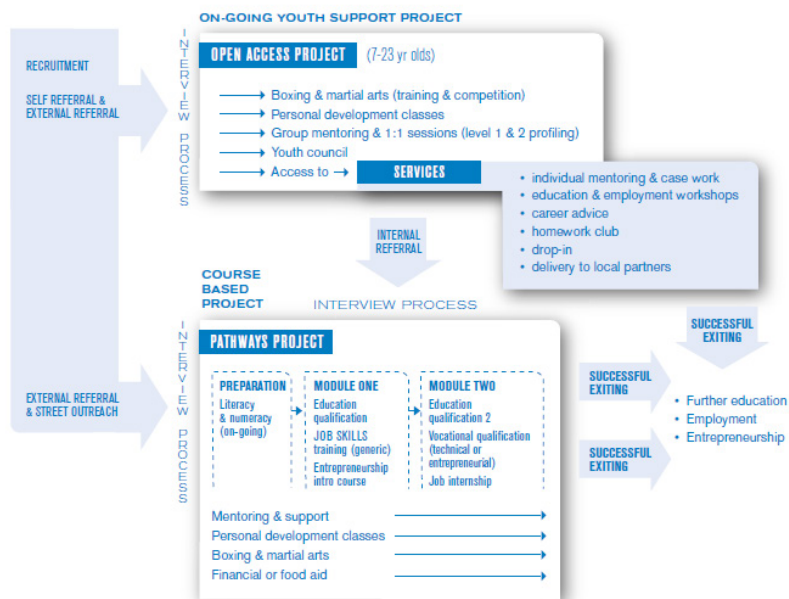 ON-GOING YOUTH SUPPORT PROJECT
RECRUITMENT
SELF REFERRAL &
EXTERNAL REFERRAL
INTERVIEW PROCESS
OPEN ACCESS PROJECT (7-23 yr olds)
Boxing & martial arts (training & competition)
Personal development classes
Group mentoring & 1:1 sessions (level 1 & 2 profiling)
Youth council
Access to
SERVICES
• individual mentoring & case work
• education & employment workshops
• career advice
• homework club
• drop-in
• delivery to local partners
INTERNAL
REFERRAL
COURSE
BASED
PROJECT
INTERVIEW PROCESS
EXTERNAL REFERRAL
& STREET OUTREACH
INTERVIEW PROCESS
PATHWAYS PROJECT
PREPARATION
Literacy
& numeracy
(on-going)
MODULE ONE
Education
qualification
JOB SKILLS
training (generic)
Entrepreneurship
intro course
MODULE TWO
Education
qualification 2
Vocational qualification
(technical or
entrepreneurial)
Job internship
Mentoring & support
Personal development classes
Boxing & martial arts
Financial or food aid
SUCCESSFUL
EXITING
SUCCESSFUL
EXITING
SUCCESSFUL
EXITING
• Further education
• Employment
• Entrepreneurship